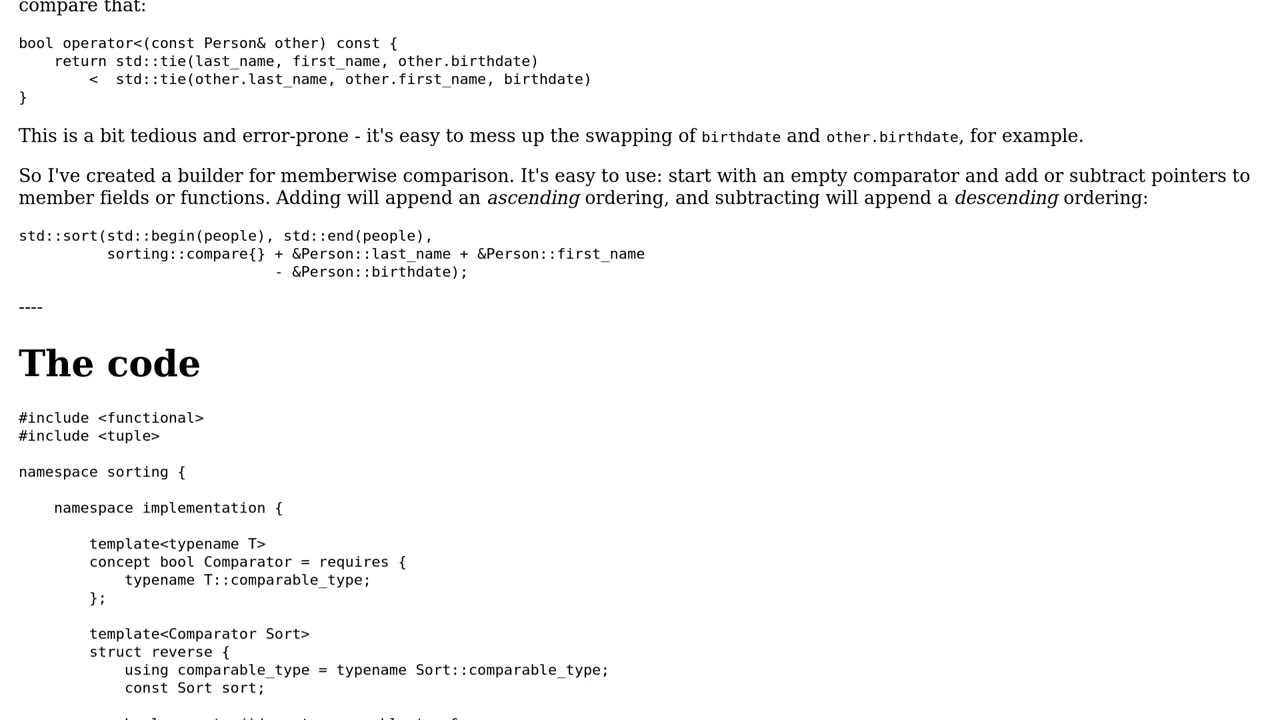 compare that:
bool operator<(const Person& other) const {
    return std::tie(last_name, first_name, other.birthdate)
        <  std::tie(other.last_name, other.first_name, birthdate)
}
This is a bit tedious and error-prone - it's easy to mess up the swapping of birthdate and other.birthdate, for example.
So I've created a builder for memberwise comparison. It's easy to use: start with an empty comparator and add or subtract pointers to
member fields or functions. Adding will append an ascending ordering, and subtracting will append a descending ordering:
std::sort(std::begin(people), std::end(people),
          sorting::compare{} + &Person::last_name + &Person::first_name
                             - &Person::birthdate);
----
The code
#include <functional>
#include <tuple>
namespace sorting {
    namespace implementation {
        template<typename T>
        concept bool Comparator = requires {
            typename T::comparable_type;
        };
        template<Comparator Sort>
        struct reverse {
            using comparable_type = typename Sort::comparable_type;
            const Sort sort;